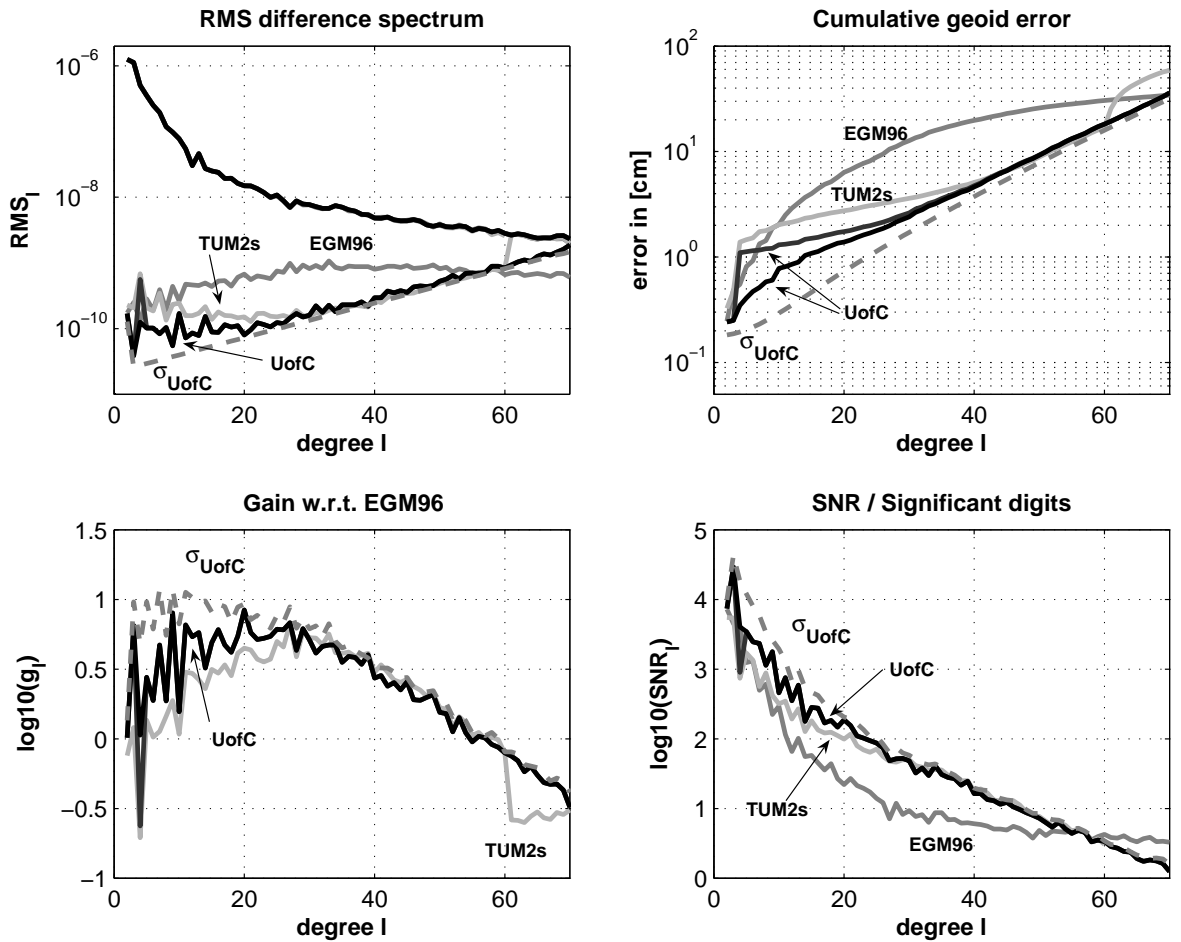 RMS difference spectrum
RMS_l
10^−6
10^−8
10^−10
TUM2s
EGM96
UofC
σ_UofC
0 20 40 60
degree l
Cumulative geoid error
error in [cm]
10^2
10^1
10^0
10^−1
EGM96
TUM2s
UofC
σ_UofC
0 20 40 60
degree l
Gain w.r.t. EGM96
log10(g_l)
1.5
1
0.5
0
−0.5
−1
σ_UofC
UofC
TUM2s
0 20 40 60
degree l
SNR / Significant digits
log10(SNR_l)
5
4
3
2
1
0
σ_UofC
UofC
TUM2s
EGM96
0 20 40 60
degree l